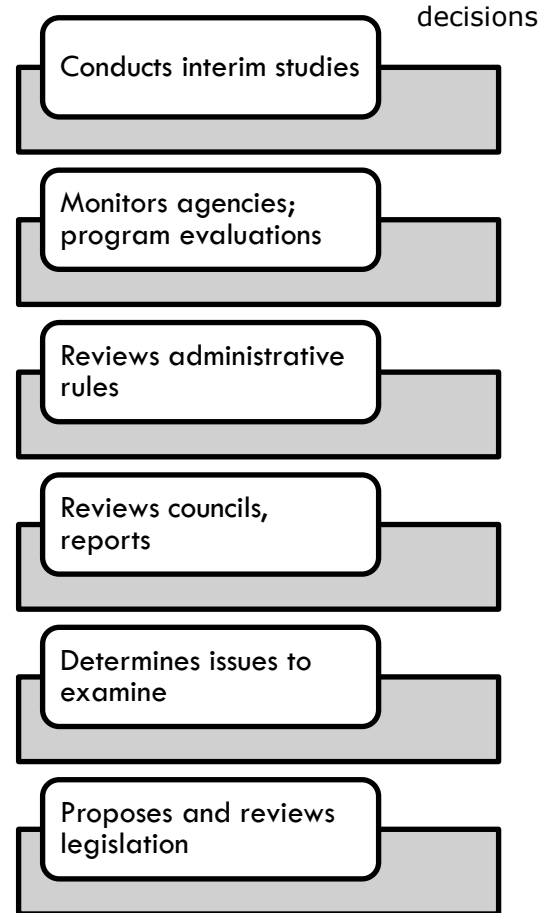 decisions
Conducts interim studies
Monitors agencies;
program evaluations
Reviews administrative
rules
Reviews councils,
reports
Determines issues to
examine
Proposes and reviews
legislation